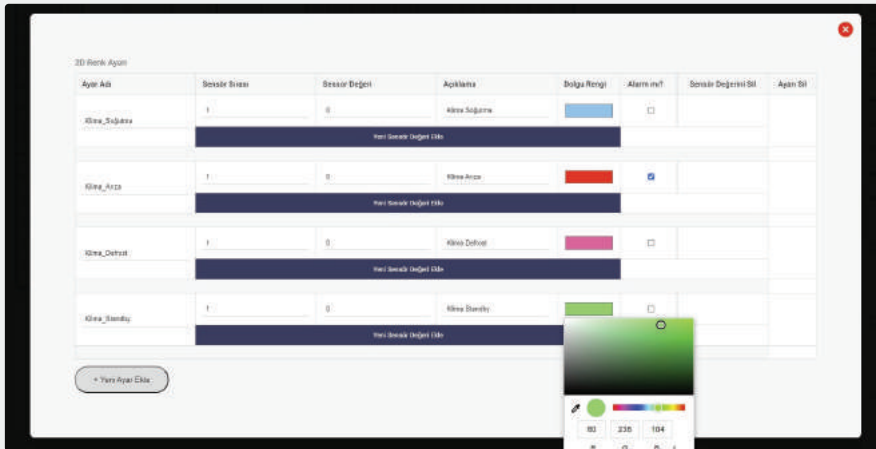 2D Renk Ayarı
Ayar Adı Sensör Sırası Sensör Değeri Açıklama Dolgu Rengi Alarm mı? Sensör Değerini Sil Ayarı Sil
Klima_Soğutma 1 0 Klima Soğutma
Yeni Sensör Değeri Ekle
Klima_Arıza 1 0 Klima Arıza
Yeni Sensör Değeri Ekle
Klima_Defrost 1 0 Klima Defrost
Yeni Sensör Değeri Ekle
Klima_Standby 1 0 Klima Standby
Yeni Sensör Değeri Ekle
+ Yeni Ayar Ekle
236 104